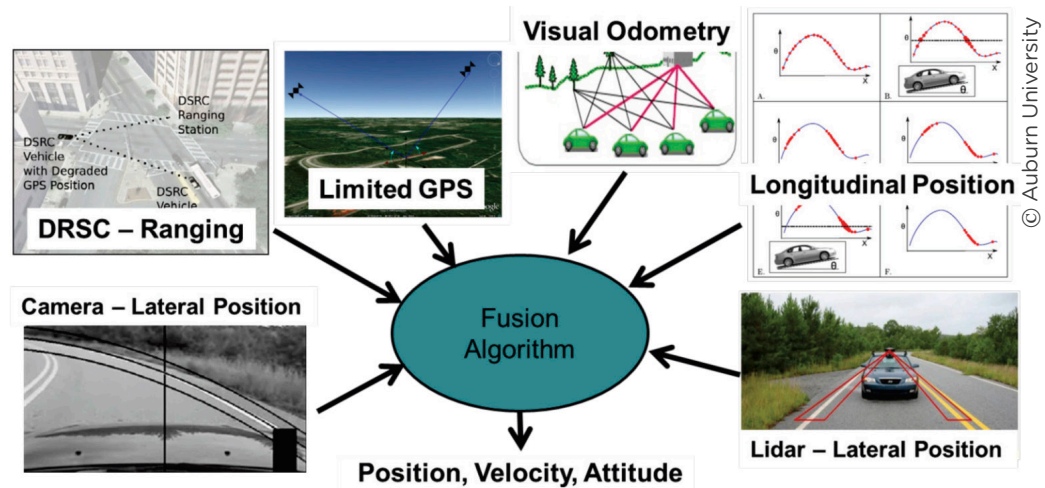 Visual Odometry
DSRC
Ranging
Station
DSRC
Vehicle
with Degraded
GPS Position
DSRC
Vehicle
DRSC – Ranging
Limited GPS
Google
θ
X
A.
θ
X
B.
θ
θ
θ
Longitudinal Position
X
E.
θ
X
F.
© Auburn University
Camera – Lateral Position
Fusion
Algorithm
Lidar – Lateral Position
Position, Velocity, Attitude